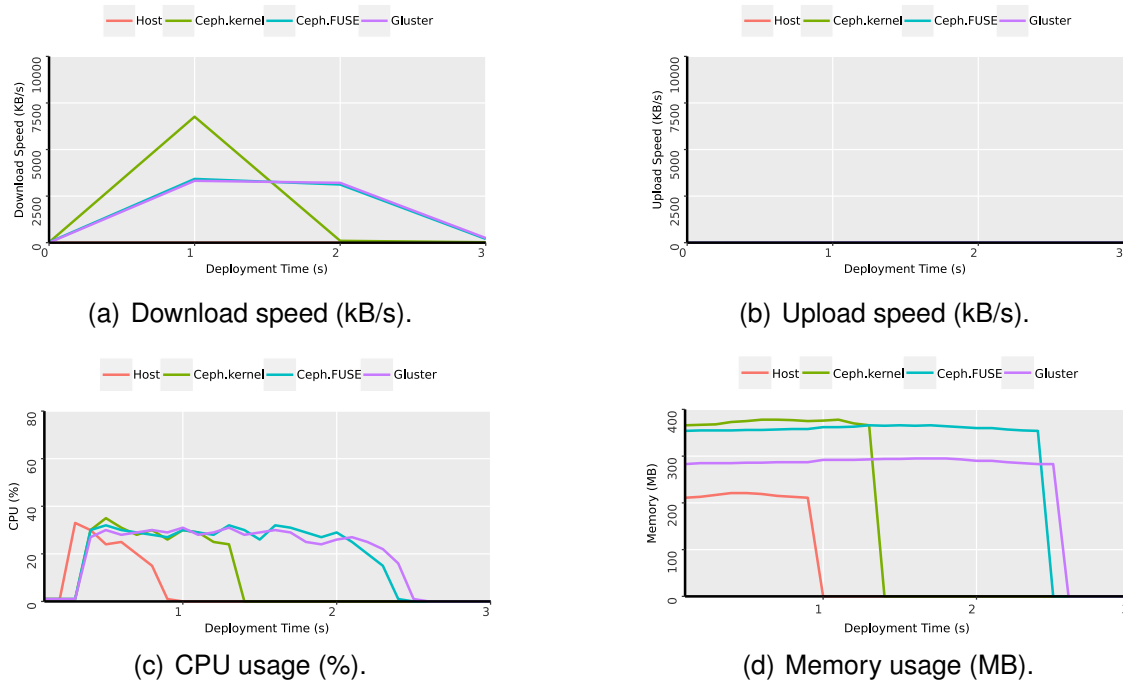 Host Ceph.kernel Ceph.FUSE Gluster
Download Speed (KB/s)
10000
7500
5000
2500
0
0 1 2 3
Deployment Time (s)
(a) Download speed (kB/s).
Host Ceph.kernel Ceph.FUSE Gluster
Upload Speed (KB/s)
10000
7500
5000
2500
0
0 1 2 3
Deployment Time (s)
(b) Upload speed (kB/s).
Host Ceph.kernel Ceph.FUSE Gluster
CPU (%)
80
60
40
20
0
1 2 3
Deployment Time (s)
(c) CPU usage (%).
Host Ceph.kernel Ceph.FUSE Gluster
Memory (MB)
400
300
200
100
0
1 2
Deployment Time (s)
(d) Memory usage (MB).